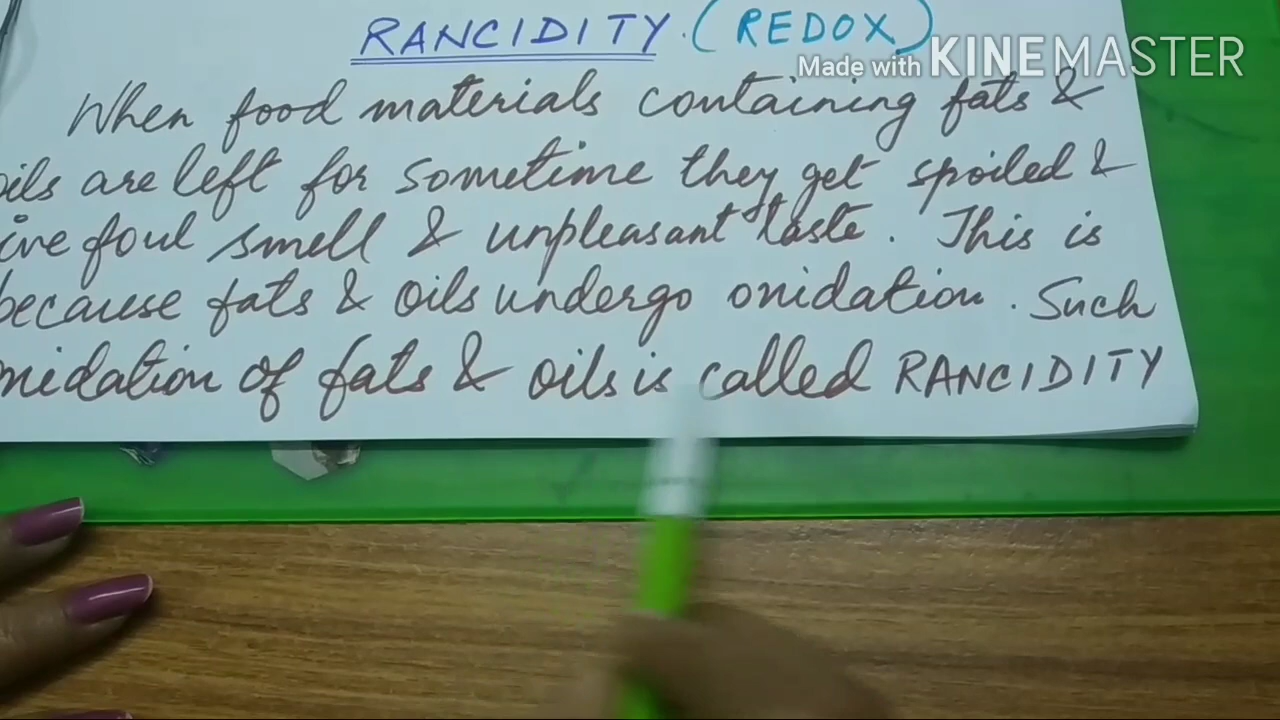 RANCIDITY. (REDOX)
Made with KINEMASTER
When food materials containing fats &
oils are left for sometime they get spoiled &
ive foul smell & unpleasant taste. This is
because fats & oils undergo oxidation. Such
oxidation of fats & oils is called RANCIDITY